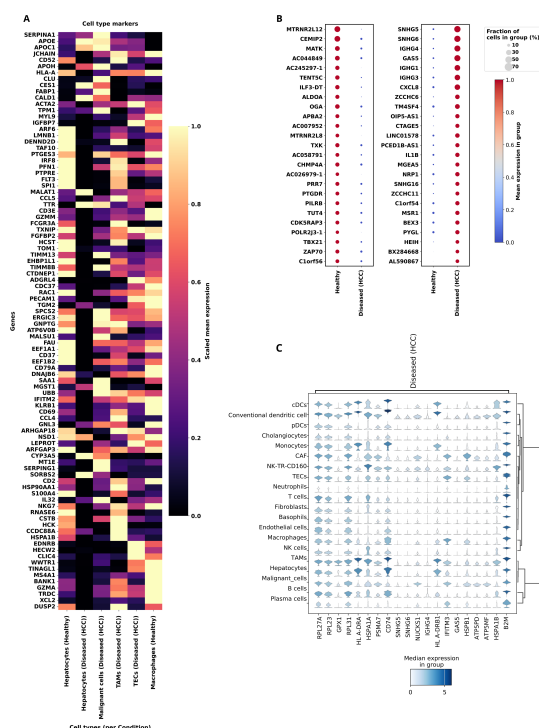 A
Cell type markers
SERPINA1
APOE
APOC1
JCHAIN
CD52
APOH
HLA-A
CLU
CES1
FABP1
CALD1
ACTA2
TPM1
MYL9
IGFBP7
ARF6
LMNB1
DENND2D
TAF10
PTGES3
IRF8
PFN1
PTPRE
FLT3
SPI1
MALAT1
CCL5
TTR
CD3E
GZMM
FCGR3A
TXNIP
FGFBP2
HCST
TOM1
TIMM13
EHBP1L1
TIMM8B
CTDNEP1
ADGRL4
CDC37
RAC1
PECAM1
TGM2
SPCS2
ERGIC3
GNPTG
ATP6V0B
MALSU1
FAU
EEF1A1
CD37
EEF1B2
CD79A
DNAJB6
SAA1
MGST1
UBB
IFITM2
KLRB1
CD69
CCL4
GNL3
ARHGAP18
NSD1
LEPROT
ARFGAP3
CYP3A5
MT1E
SERPING1
SORBS2
CD2
HSP90AA1
S100A4
IL32
NKG7
RNASE6
CSTB
HCK
CCDC88A
HSPA1B
EDNRB
HECW2
CLIC4
WWTR1
TINAGL1
MS4A1
BANK1
GZMA
TRDC
XCL2
DUSP2
Genes
Hepatocytes (Healthy)
Hepatocytes (Diseased (HCC))
Malignant cells (Diseased (HCC))
TAMs (Diseased (HCC))
TECs (Diseased (HCC))
Macrophages (Healthy)
Cell types (per Condition)
1.0
0.8
0.6
0.4
0.2
0.0
Scaled mean expression
B
MTRNR2L12
CEMIP2
MATK
AC044849
AC245297-1
TENT5C
ILF3-DT
ALDOA
OGA
APBA2
AC007952
MTRNR2L8
TXK
AC058791
CHMP4A
AC026979-1
PRR7
PTGDR
PILRB
TUT4
CDK5RAP3
POLR2J3-1
TBX21
ZAP70
C1orf56
Healthy
Diseased (HCC)
SNHG5
SNHG6
IGHG4
GAS5
IGHG1
IGHG3
CXCL8
ZCCHC6
TM4SF4
OIP5-AS1
CTAGE5
LINC01578
PCED1B-AS1
IL1B
MGEA5
NRP1
SNHG16
ZCCHC11
C1orf54
MSR1
BEX3
PYGL
HEIH
BX284668
AL590867
Healthy
Diseased (HCC)
Fraction of
cells in group (%)
10
30
50
70
1.0
0.8
0.6
0.4
0.2
0.0
Mean expression in group
C
Diseased (HCC)
cDCs
Conventional dendritic cell
pDCs
Cholangiocytes
Monocytes
CAF
NK-TR-CD160
TECs
Neutrophils
T cells
Fibroblasts
Basophils
Endothelial cells
Macrophages
NK cells
TAMs
Hepatocytes
Malignant_cells
B cells
Plasma cells
RPL27A
RPL23
GPX1
RPL31
HLA-DRA
HSPA1A
PSMA7
CD74
SNHG5
SNHG6
NUCKS1
IGHG4
HLA-DRB1
IFITM3
GAS5
HSPB1
ATP5PD
ATP5MF
HSPA1B
B2M
Median expression
in group
0
5